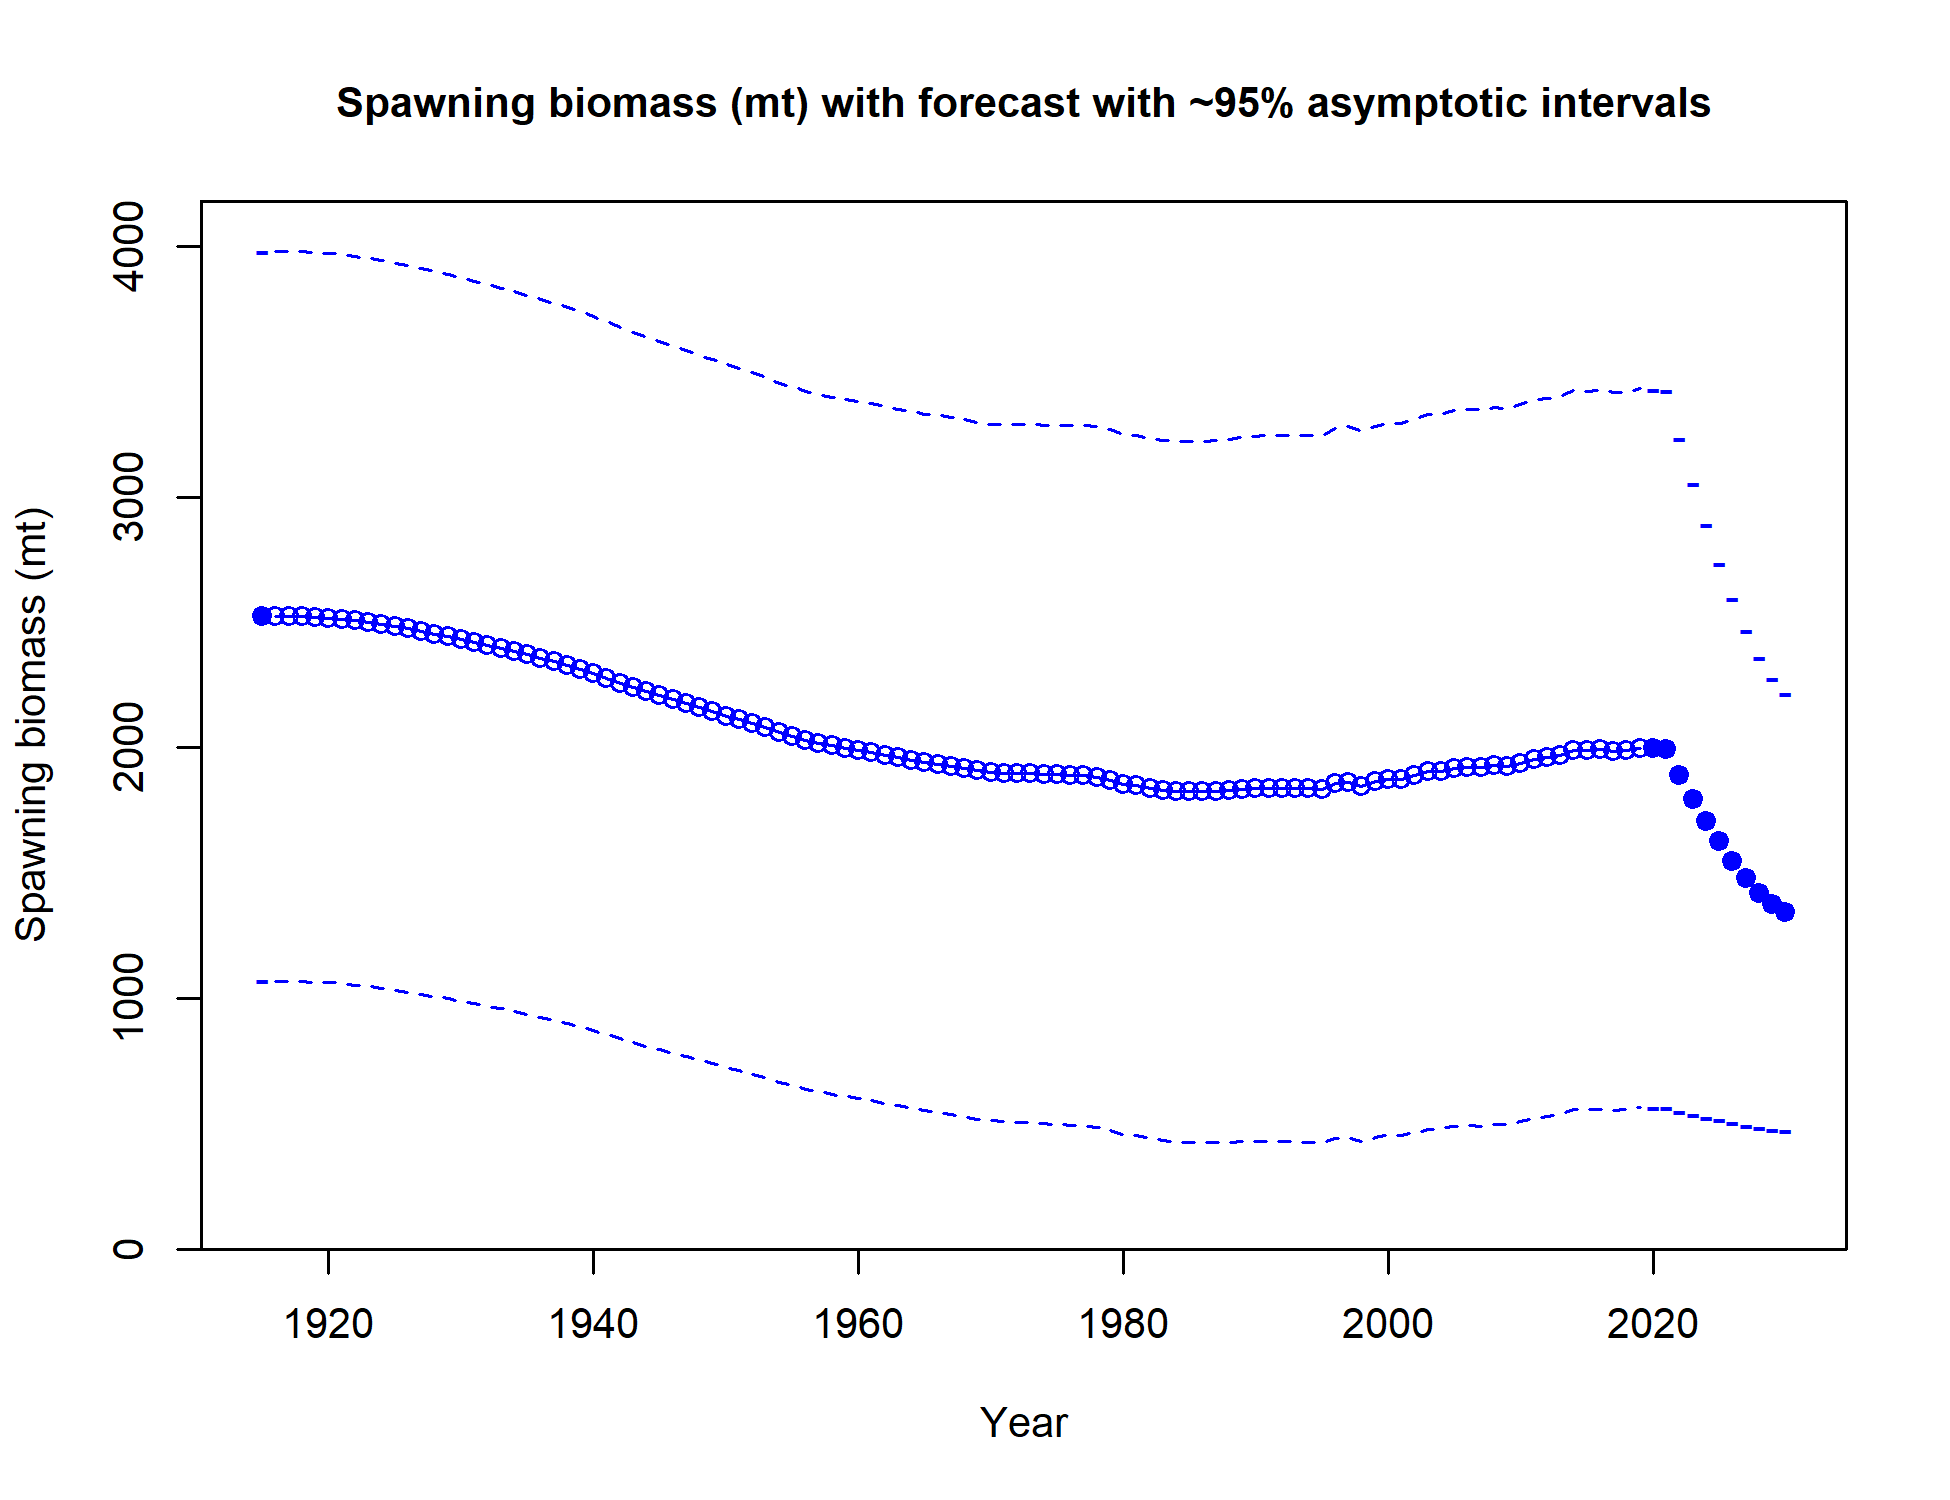 Spawning biomass (mt) with forecast with ~95% asymptotic intervals
Spawning biomass (mt)
4000
3000
2000
1000
0
1920 1940 1960 1980 2000 2020
Year